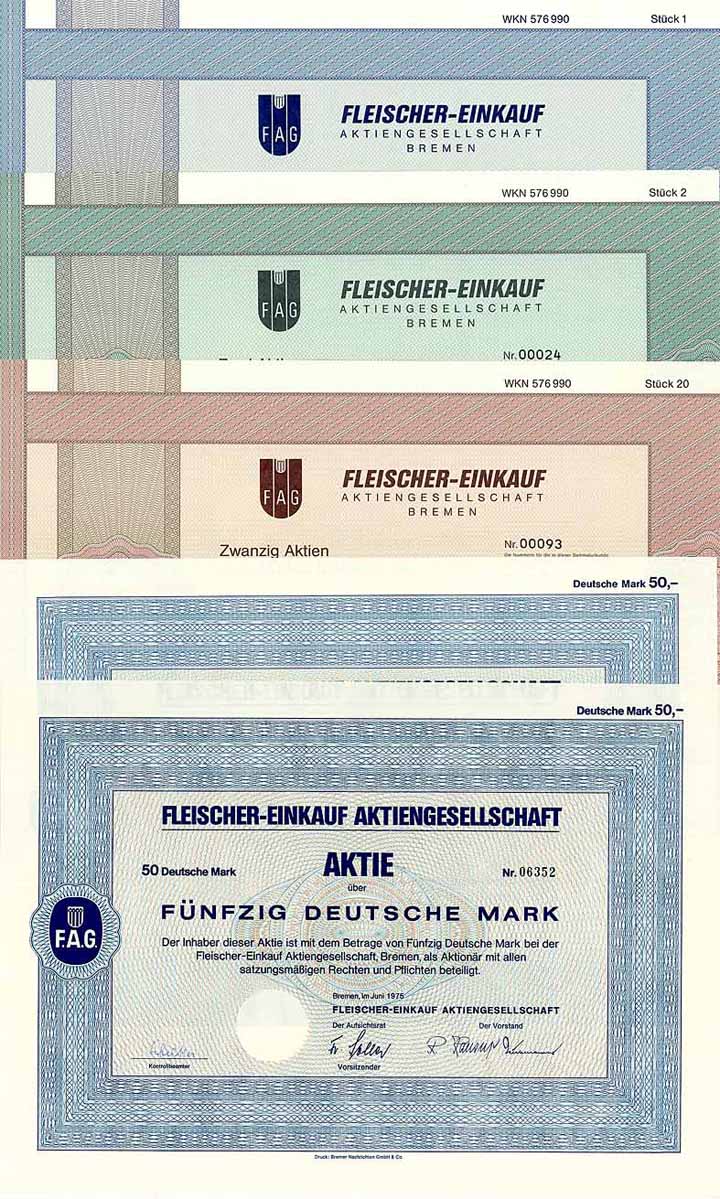 WKN 576 990 Stück 1
FAG
FLEISCHER-EINKAUF
AKTIENGESELLSCHAFT
BREMEN
WKN 576 990 Stück 2
FAG
FLEISCHER-EINKAUF
AKTIENGESELLSCHAFT
BREMEN
Nr. 00024
WKN 576 990 Stück 20
FAG
FLEISCHER-EINKAUF
AKTIENGESELLSCHAFT
BREMEN
Zwanzig Aktien Nr. 00093
Deutsche Mark 50,–
Deutsche Mark 50,–
FLEISCHER-EINKAUF AKTIENGESELLSCHAFT
50 Deutsche Mark AKTIE Nr. 06352
über
FÜNFZIG DEUTSCHE MARK
F.A.G.
Der Inhaber dieser Aktie ist mit dem Betrage von Fünfzig Deutsche Mark bei der
Fleischer-Einkauf Aktiengesellschaft, Bremen, als Aktionär mit allen
satzungsmäßigen Rechten und Pflichten beteiligt.
Bremen, im Juni 1975
FLEISCHER-EINKAUF AKTIENGESELLSCHAFT
Der Aufsichtsrat Der Vorstand
Kontrollbeamter Vorsitzender
Druck: Bremer Nachrichten GmbH & Co.